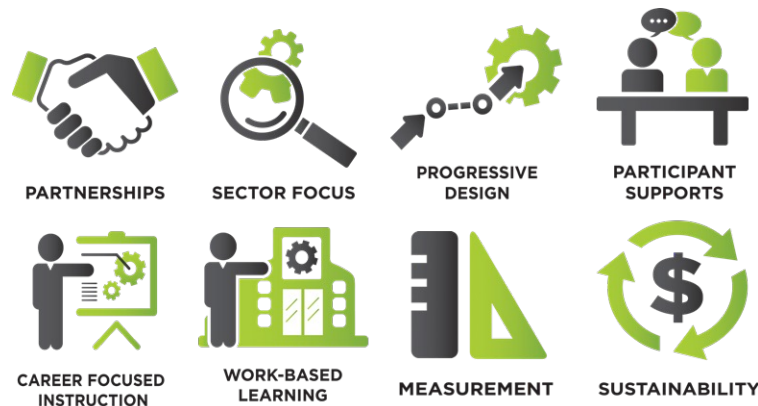 PARTNERSHIPS
SECTOR FOCUS
PROGRESSIVE
DESIGN
PARTICIPANT
SUPPORTS
CAREER FOCUSED
INSTRUCTION
WORK-BASED
LEARNING
MEASUREMENT
$
SUSTAINABILITY